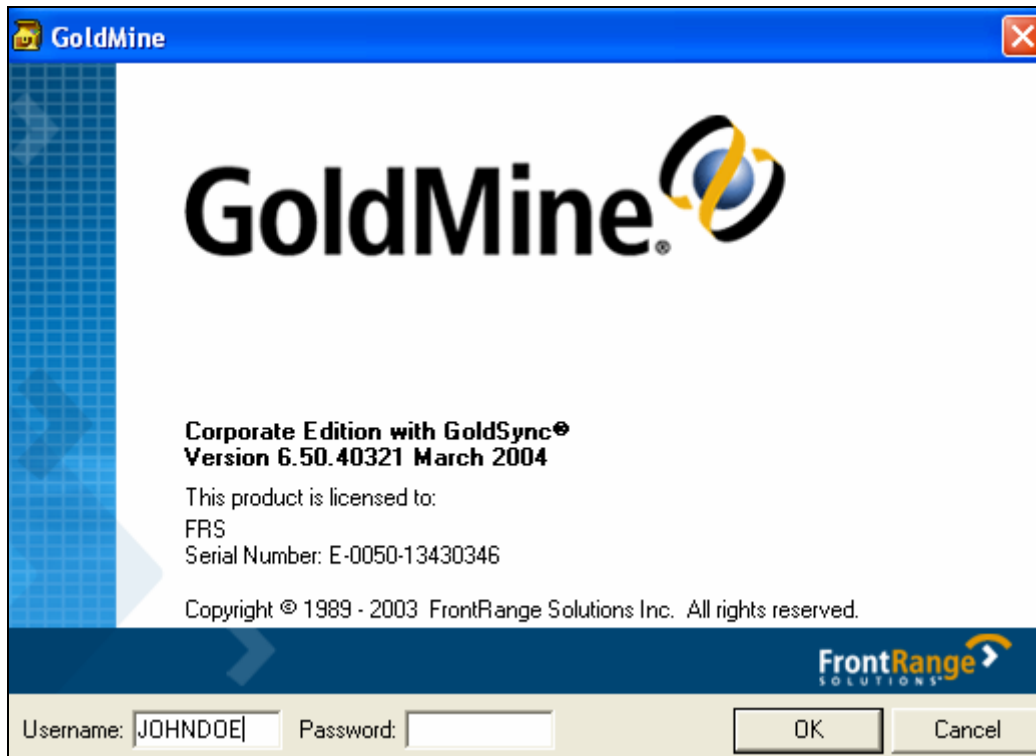 GoldMine
GoldMine®
Corporate Edition with GoldSync®
Version 6.50.40321 March 2004
This product is licensed to:
FRS
Serial Number: E-0050-13430346
Copyright © 1989 - 2003 FrontRange Solutions Inc. All rights reserved.
FrontRange
SOLUTIONS
Username: JOHNDOE Password: OK Cancel